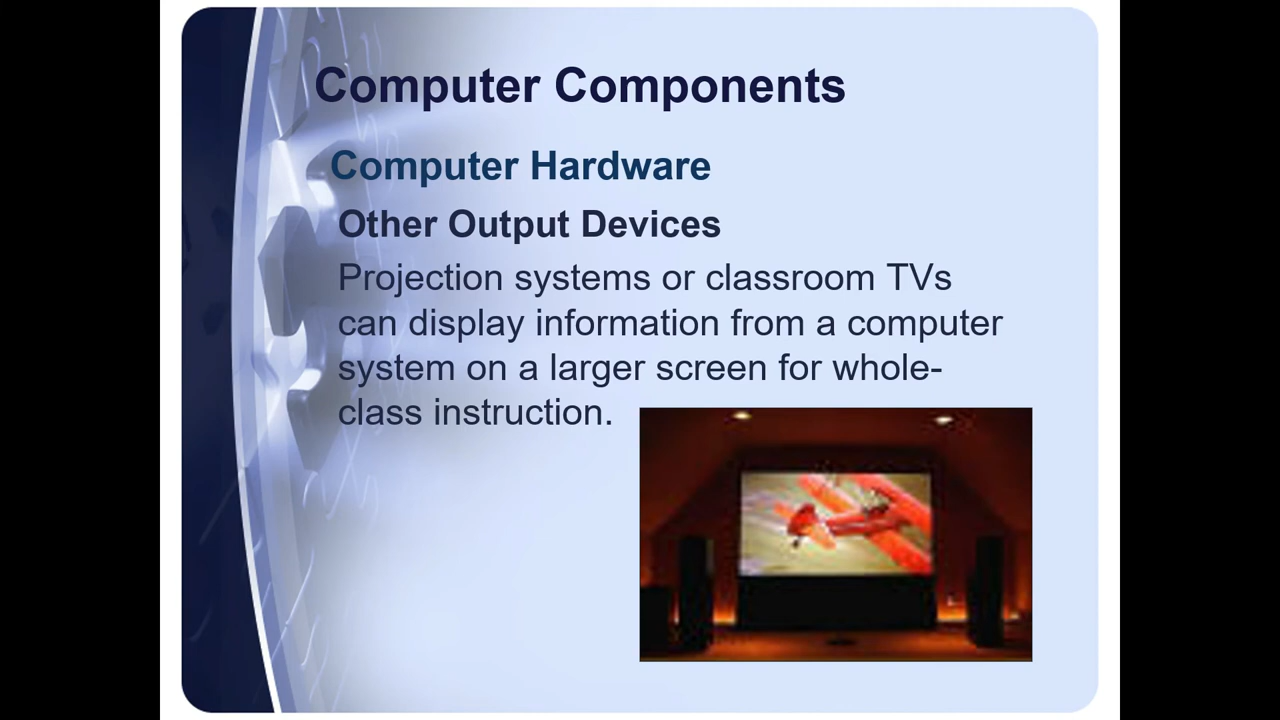 Computer Components
Computer Hardware
Other Output Devices
Projection systems or classroom TVs
can display information from a computer
system on a larger screen for whole-
class instruction.